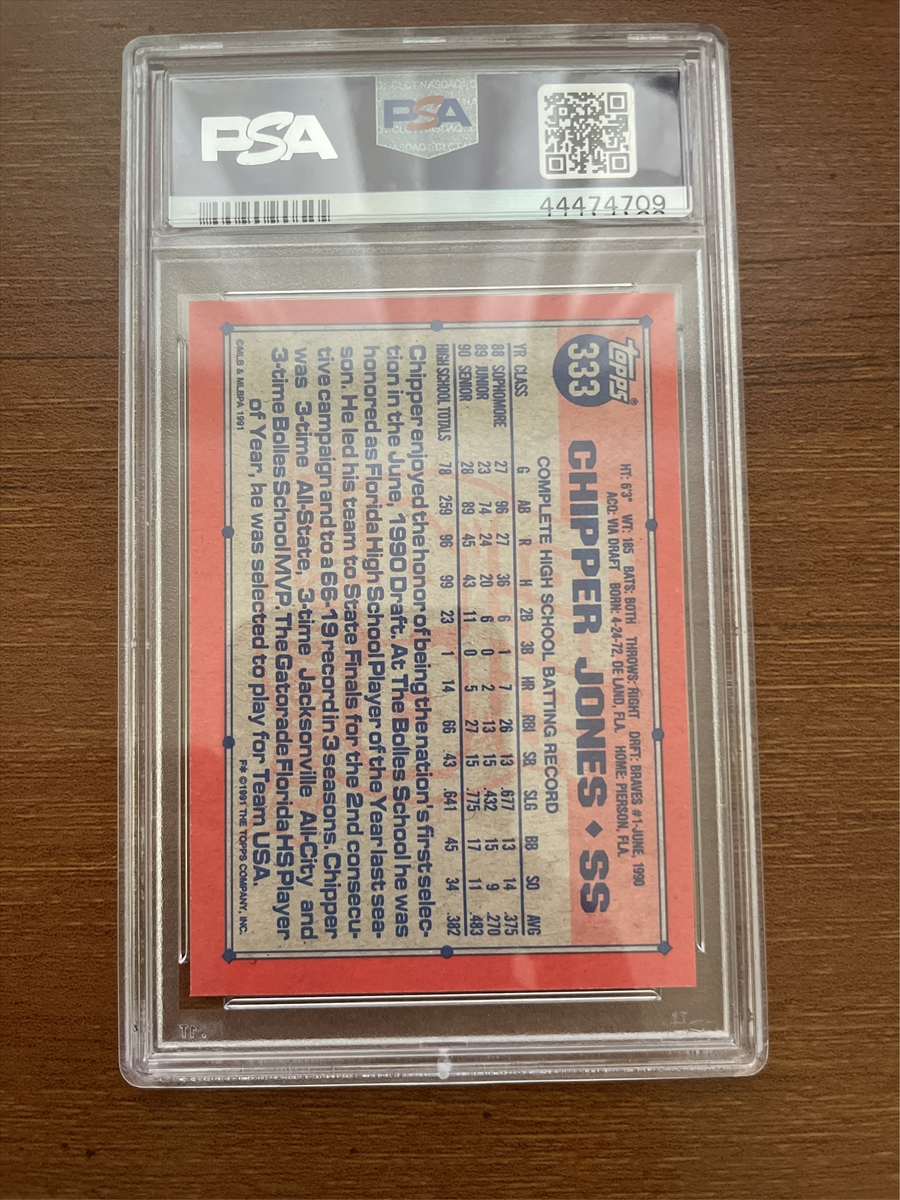 PSA
CLCT NASDAQ: C
PSA
CLCT NASDAQ
NASDAQ: CLCT
44474709
topps®
333
HT: 6'3" WT: 185 BATS: BOTH THROWS: RIGHT DRFT: BRAVES #1-JUNE, 1990
ACQ: VIA DRAFT BORN: 4-24-72, DE LAND, FLA. HOME: PIERSON, FLA.
CHIPPER JONES ♦ SS
COMPLETE HIGH SCHOOL BATTING RECORD
YR CLASS G AB R H 2B 3B HR RBI SB SLG BB SO AVG
88 SOPHOMORE 27 96 27 36 6 1 7 26 13 .677 13 14 .375
89 JUNIOR 23 74 24 20 6 0 2 13 15 .432 15 9 .270
90 SENIOR 28 89 45 43 11 0 5 27 15 .775 17 11 .483
HIGH SCHOOL TOTALS 78 259 96 99 23 1 14 66 43 .641 45 34 .382
Chipper enjoyed the honor of being the nation's first selec-
tion in the June, 1990 Draft. At The Bolles School he was
honored as Florida High School Player of the Year last sea-
son. He led his team to State Finals for the 2nd consecu-
tive campaign and to a 66-19 record in 3 seasons. Chipper
was 3-time All-State, 3-time Jacksonville All-City and
3-time Bolles School MVP. The Gatorade Florida HS Player
of Year, he was selected to play for Team USA.
©MLB & MLBPA 1991 F* ©1991 THE TOPPS COMPANY, INC.